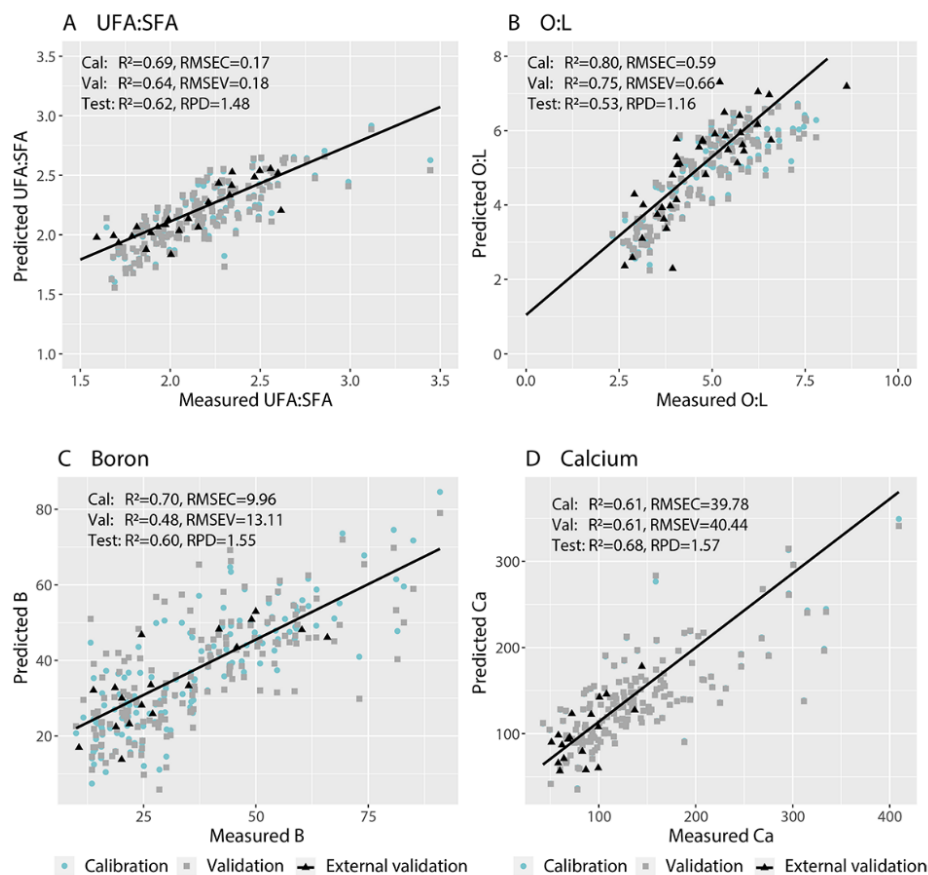 A UFA:SFA
Cal: R²=0.69, RMSEC=0.17
Val: R²=0.64, RMSEV=0.18
Test: R²=0.62, RPD=1.48
3.5
3.0
2.5
2.0
1.5
1.0
Predicted UFA:SFA
1.5 2.0 2.5 3.0 3.5
Measured UFA:SFA
B O:L
Cal: R²=0.80, RMSEC=0.59
Val: R²=0.75, RMSEV=0.66
Test: R²=0.53, RPD=1.16
8
6
4
2
0
Predicted O:L
0.0 2.5 5.0 7.5 10.0
Measured O:L
C Boron
Cal: R²=0.70, RMSEC=9.96
Val: R²=0.48, RMSEV=13.11
Test: R²=0.60, RPD=1.55
80
60
40
20
Predicted B
25 50 75
Measured B
Calibration Validation External validation
D Calcium
Cal: R²=0.61, RMSEC=39.78
Val: R²=0.61, RMSEV=40.44
Test: R²=0.68, RPD=1.57
300
200
100
Predicted Ca
100 200 300 400
Measured Ca
Calibration Validation External validation